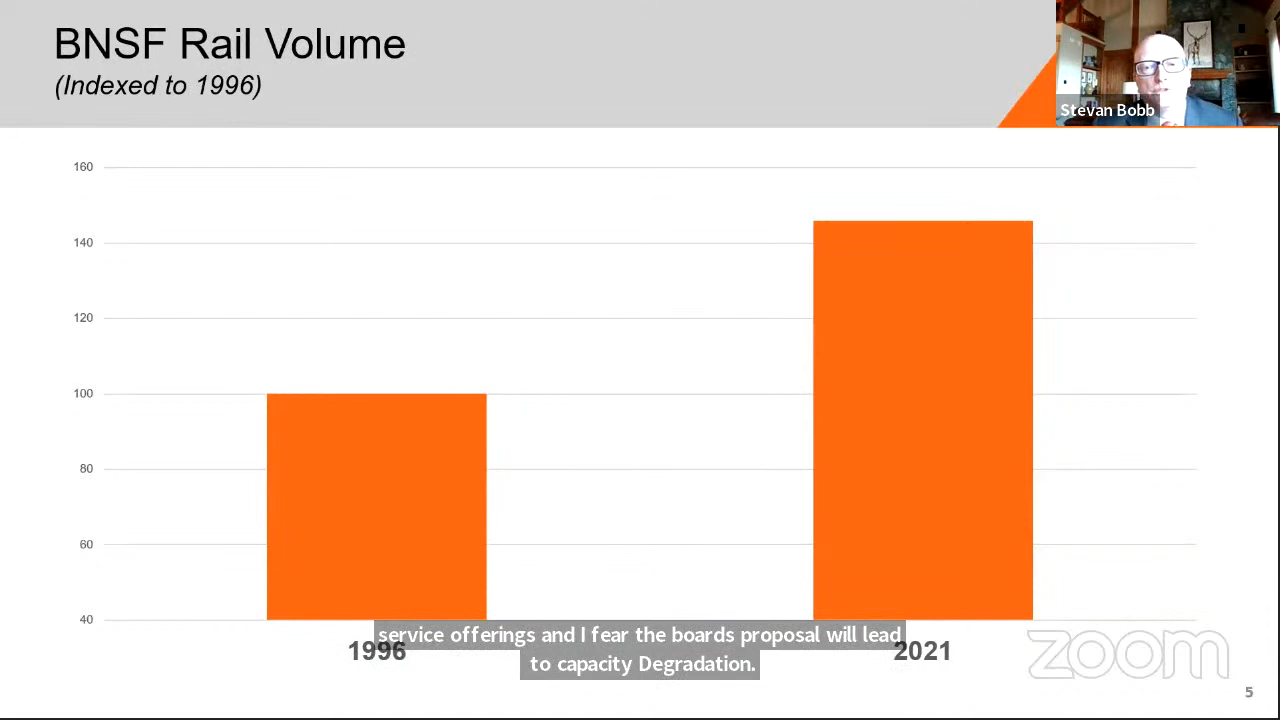 BNSF Rail Volume
(Indexed to 1996)
Stevan Bobb
160
140
120
100
80
60
40
service offerings and I fear the boards proposal will lead
to capacity Degradation.
1996
2021
zoom
5